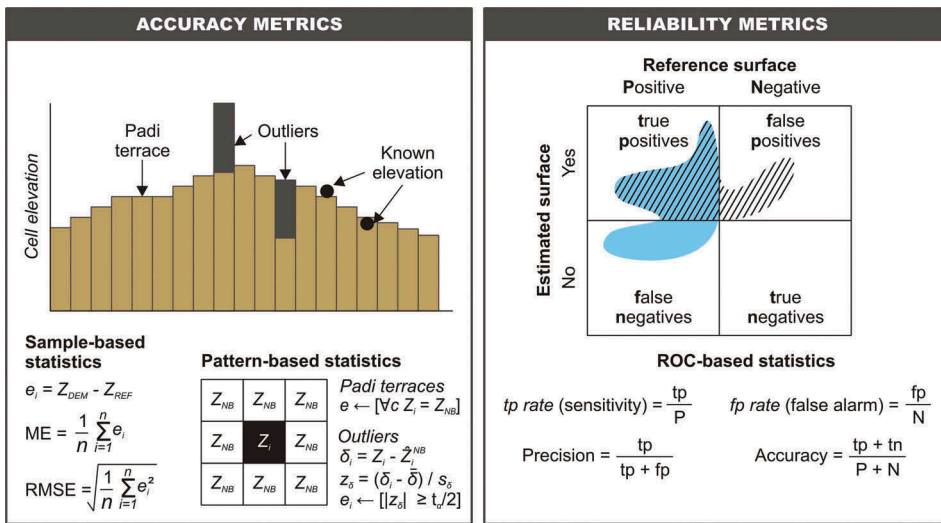 ACCURACY METRICS
Padi
terrace
Outliers
Known
elevation
Cell elevation
Sample-based
statistics
e_i = Z_DEM - Z_REF
ME = 1/n ∑_{i=1}^{n} e_i
RMSE = √(1/n ∑_{i=1}^{n} e_i²)
Pattern-based statistics
Z_NB Z_NB Z_NB
Z_NB Z_i Z_NB
Z_NB Z_NB Z_NB
Padi terraces
e ← [∀c Z_i = Z_NB]
Outliers
δ_i = Z_i - Ẑ_i^NB
z_δ = (δ_i - δ̄) / s_δ
e_i ← [|z_δ| ≥ t_α/2]
RELIABILITY METRICS
Reference surface
Positive Negative
Estimated surface
Yes
No
true
positives
false
positives
false
negatives
true
negatives
ROC-based statistics
tp rate (sensitivity) = tp/P
fp rate (false alarm) = fp/N
Precision = tp/(tp + fp)
Accuracy = (tp + tn)/(P + N)